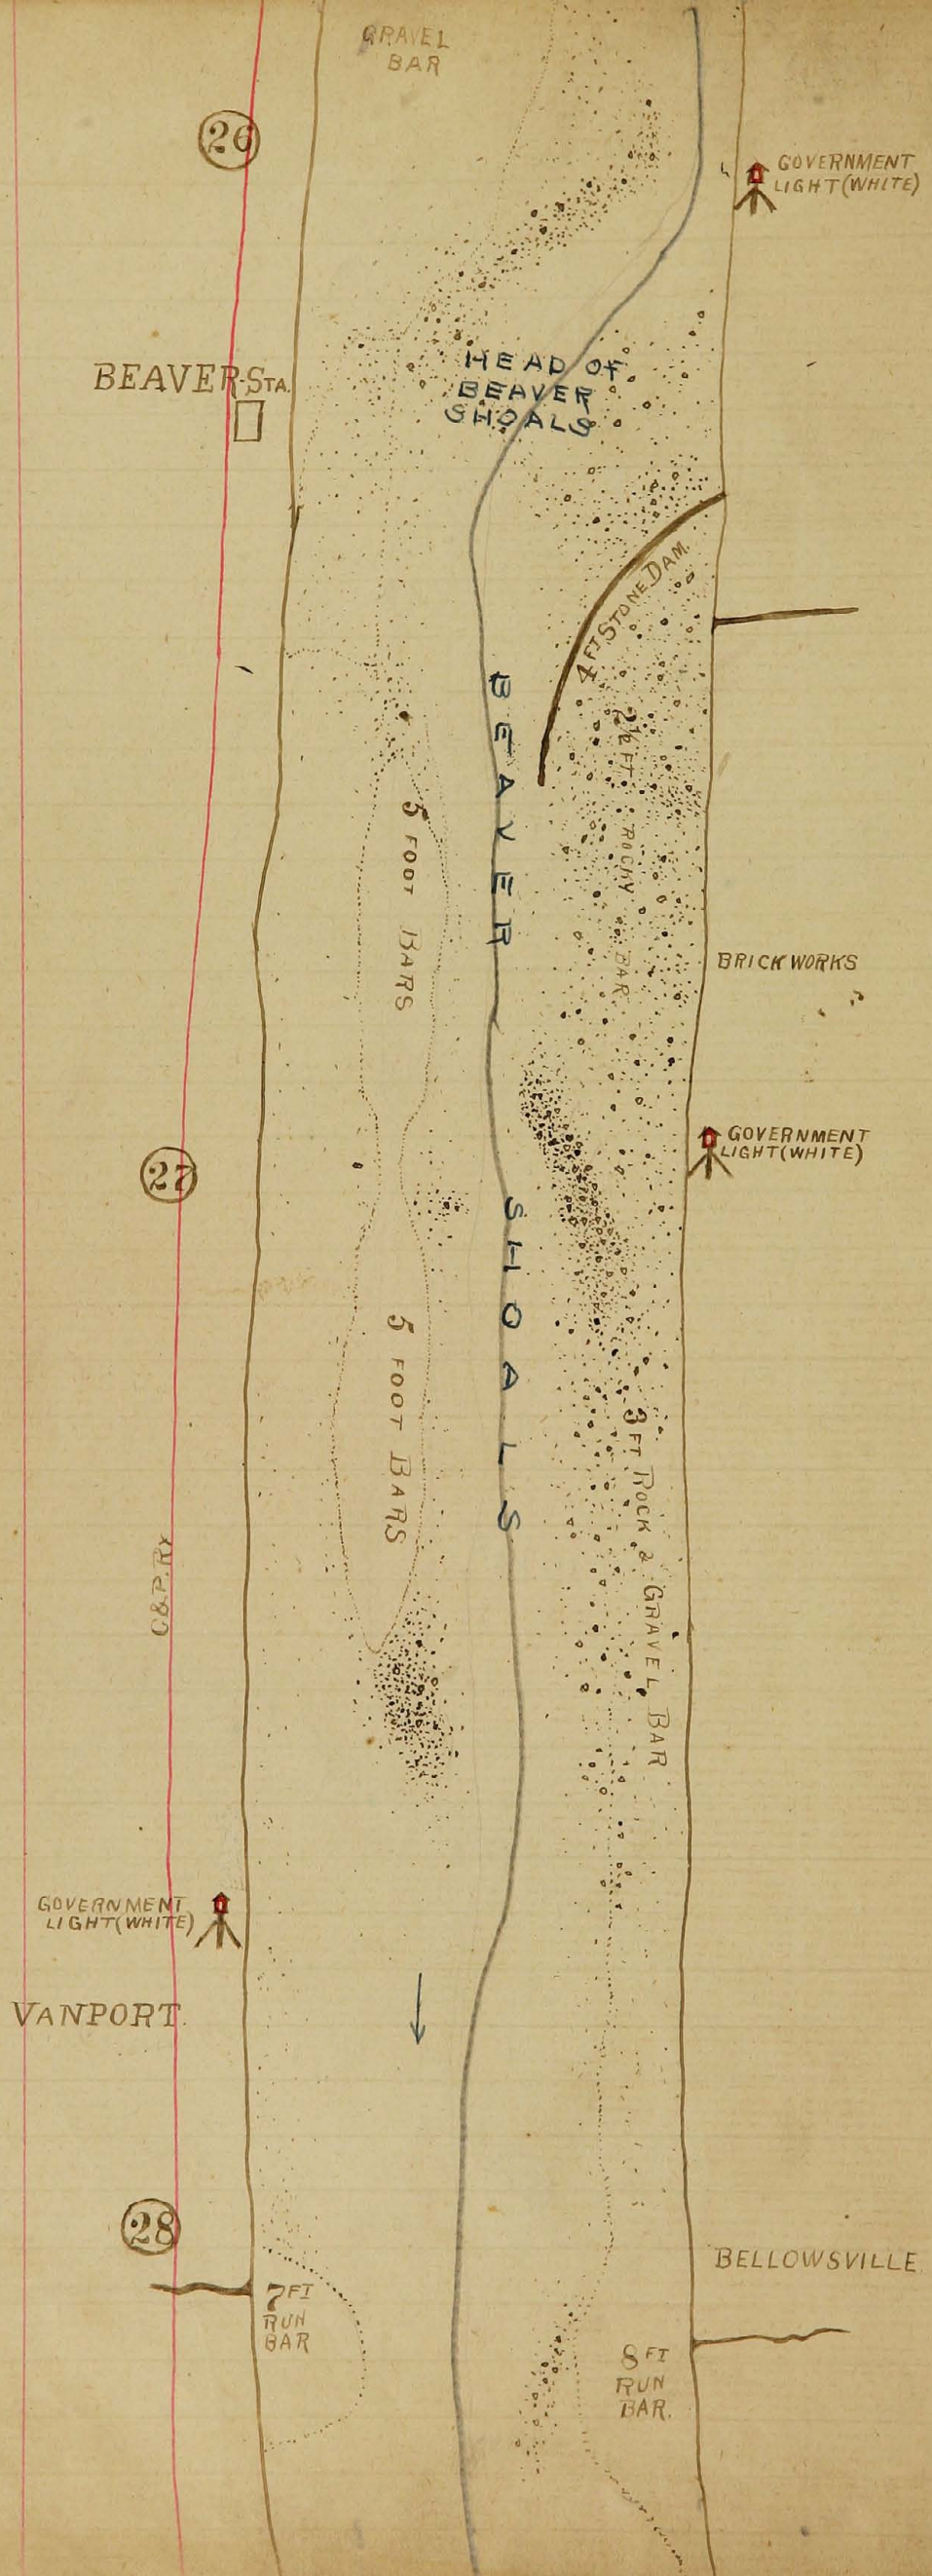 GRAVEL
BAR
26
GOVERNMENT
LIGHT (WHITE)
HEAD OF
BEAVER
SHOALS
BEAVER STA.
4 FT. STONE DAM.
BEAVER SHOALS
2½ FT. ROCKY BAR
5 FOOT BARS
BRICK WORKS
GOVERNMENT
LIGHT (WHITE)
27
5 FOOT BARS
3 FT ROCK & GRAVEL BAR
C&P.RY
GOVERNMENT
LIGHT (WHITE)
VANPORT.
28
BELLOWSVILLE
7 FT
RUN
BAR
8 FT
RUN
BAR.